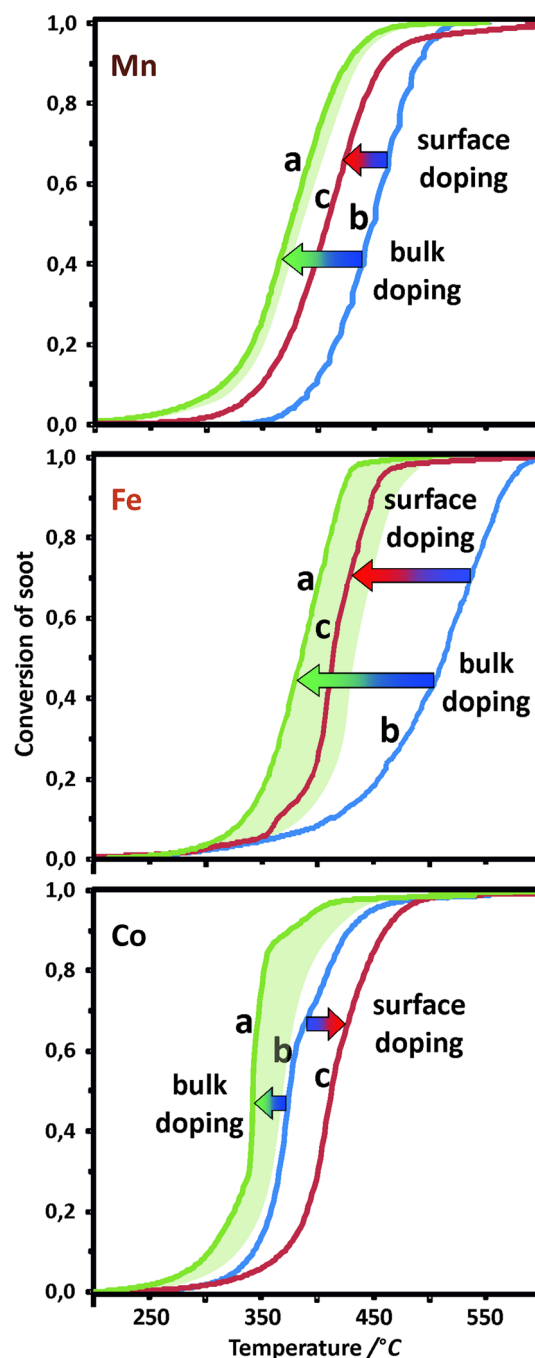 Mn
1,0
0,8
0,6
0,4
0,2
0,0
a
c
b
surface
doping
bulk
doping
Fe
1,0
0,8
0,6
0,4
0,2
0,0
a
c
b
surface
doping
bulk
doping
Conversion of soot
Co
1,0
0,8
0,6
0,4
0,2
0,0
a
b
c
surface
doping
bulk
doping
250 350 450 550
Temperature /°C